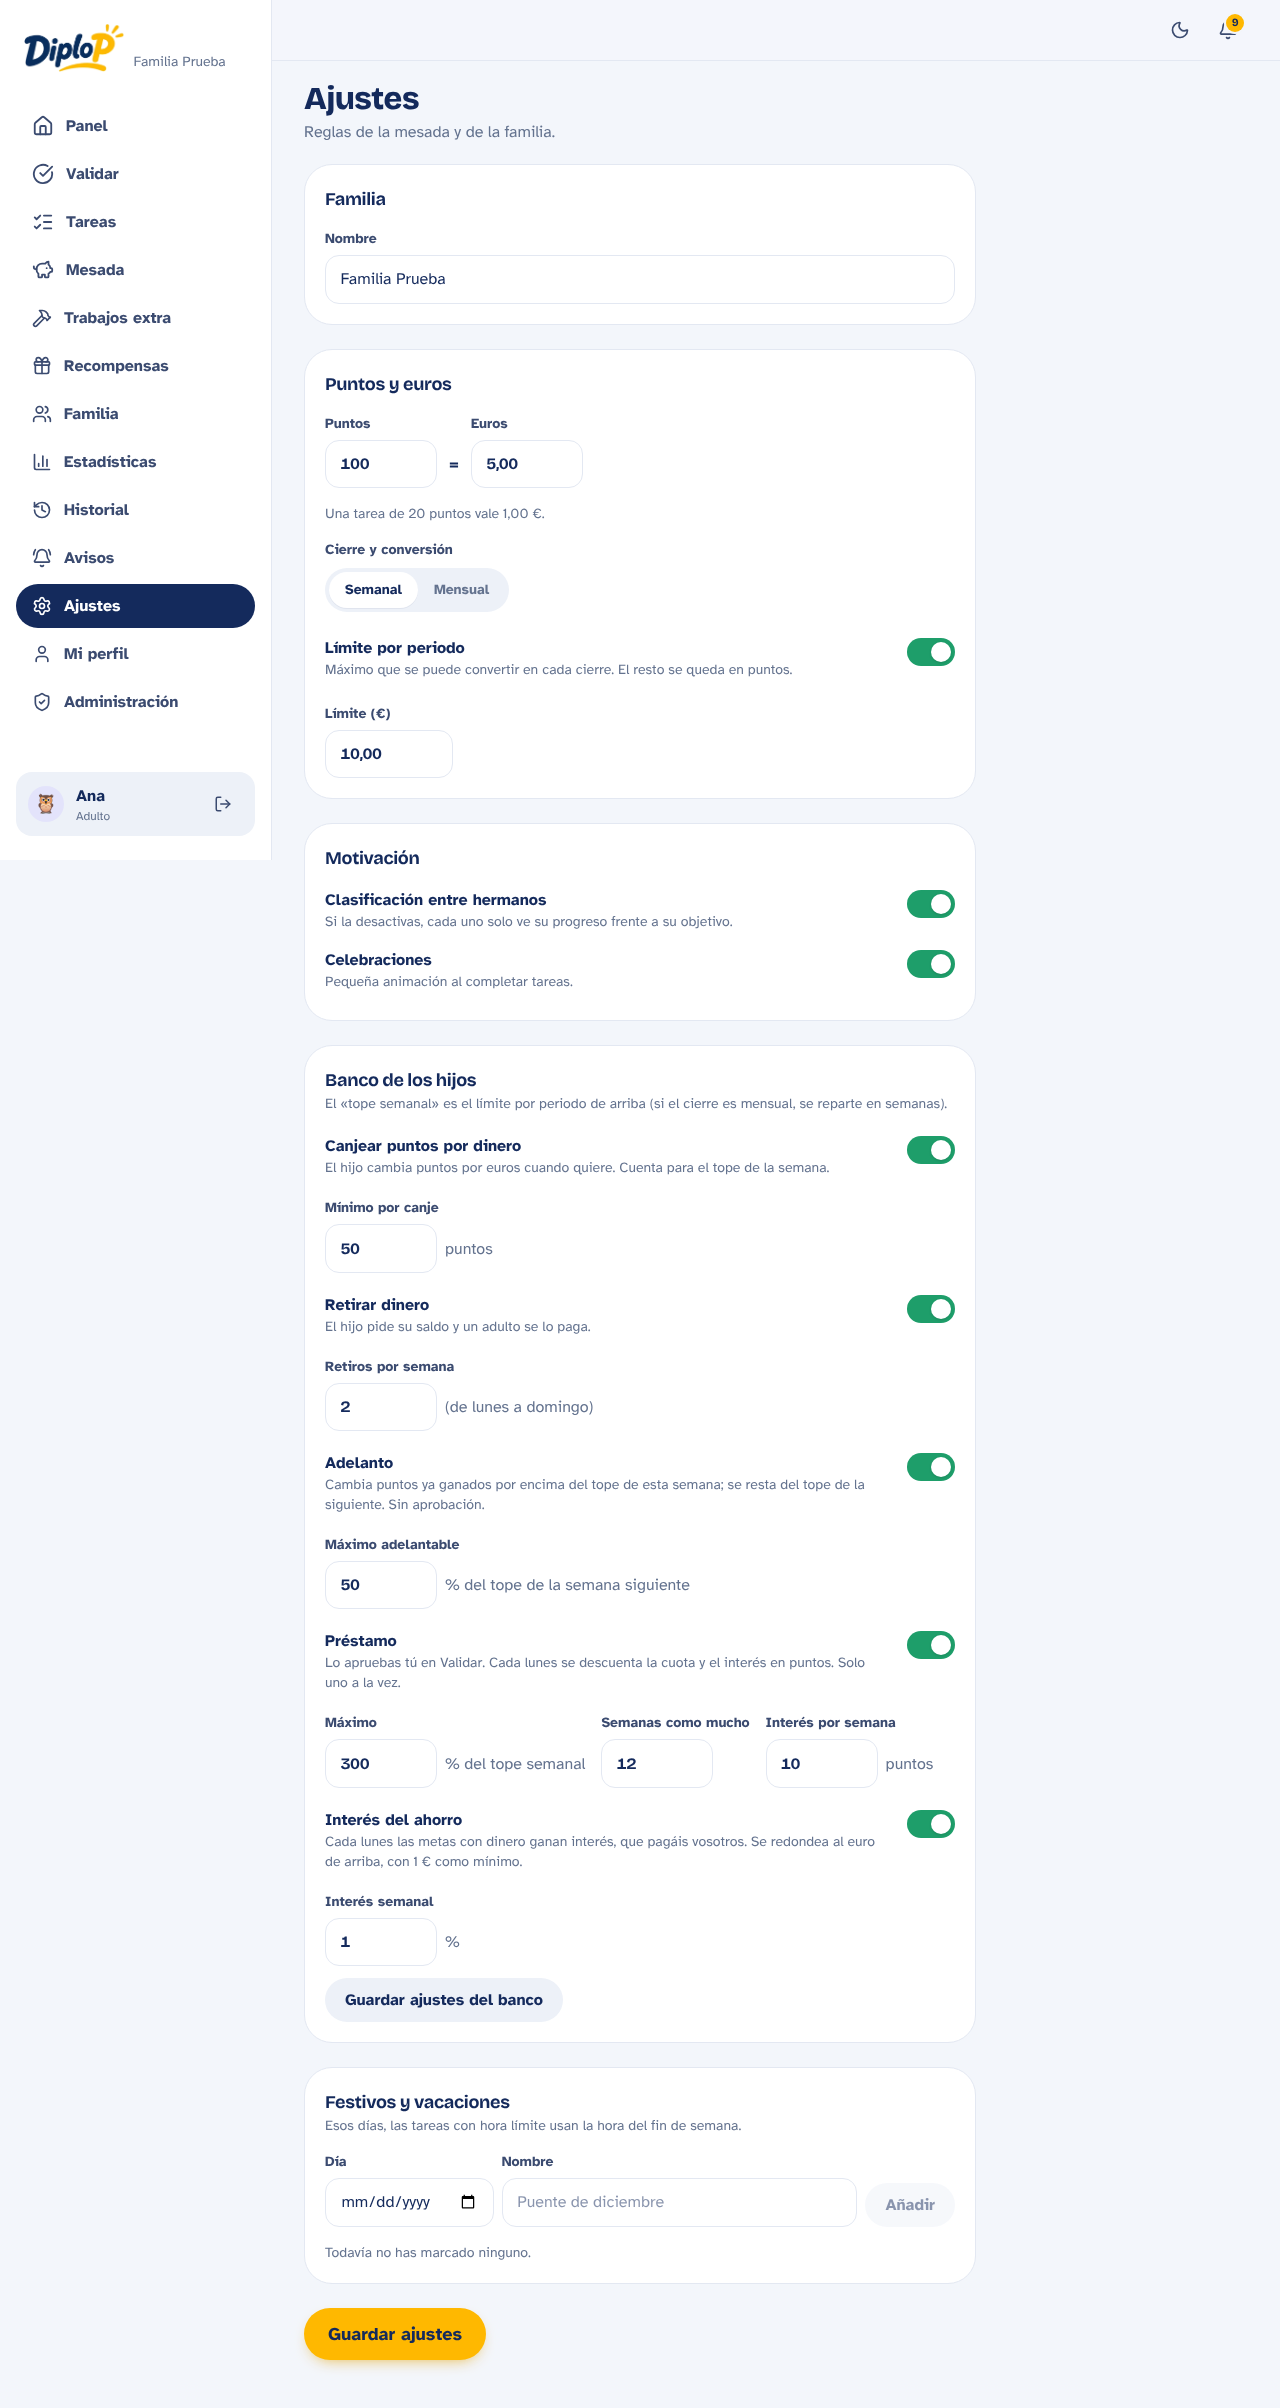 DiploP
Familia Prueba
9
Panel
Validar
Tareas
Mesada
Trabajos extra
Recompensas
Familia
Estadísticas
Historial
Avisos
Ajustes
Mi perfil
Administración
Ana
Adulto
Ajustes
Reglas de la mesada y de la familia.
Familia
Nombre
Familia Prueba
Puntos y euros
Puntos
Euros
100 = 5,00
Una tarea de 20 puntos vale 1,00 €.
Cierre y conversión
Semanal Mensual
Límite por periodo
Máximo que se puede convertir en cada cierre. El resto se queda en puntos.
Límite (€)
10,00
Motivación
Clasificación entre hermanos
Si la desactivas, cada uno solo ve su progreso frente a su objetivo.
Celebraciones
Pequeña animación al completar tareas.
Banco de los hijos
El «tope semanal» es el límite por periodo de arriba (si el cierre es mensual, se reparte en semanas).
Canjear puntos por dinero
El hijo cambia puntos por euros cuando quiere. Cuenta para el tope de la semana.
Mínimo por canje
50 puntos
Retirar dinero
El hijo pide su saldo y un adulto se lo paga.
Retiros por semana
2 (de lunes a domingo)
Adelanto
Cambia puntos ya ganados por encima del tope de esta semana; se resta del tope de la
siguiente. Sin aprobación.
Máximo adelantable
50 % del tope de la semana siguiente
Préstamo
Lo apruebas tú en Validar. Cada lunes se descuenta la cuota y el interés en puntos. Solo
uno a la vez.
Máximo Semanas como mucho Interés por semana
300 % del tope semanal 12 10 puntos
Interés del ahorro
Cada lunes las metas con dinero ganan interés, que pagáis vosotros. Se redondea al euro
de arriba, con 1 € como mínimo.
Interés semanal
1 %
Guardar ajustes del banco
Festivos y vacaciones
Esos días, las tareas con hora límite usan la hora del fin de semana.
Día Nombre
mm/dd/yyyy Puente de diciembre Añadir
Todavía no has marcado ninguno.
Guardar ajustes